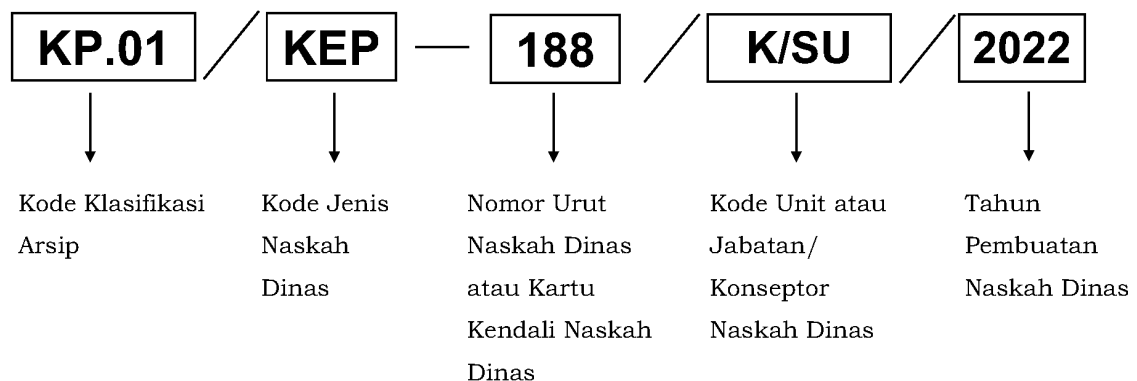 KP.01 / KEP — 188 / K/SU / 2022
Kode Klasifikasi
Arsip
Kode Jenis
Naskah
Dinas
Nomor Urut
Naskah Dinas
atau Kartu
Kendali Naskah
Dinas
Kode Unit atau
Jabatan/
Konseptor
Naskah Dinas
Tahun
Pembuatan
Naskah Dinas